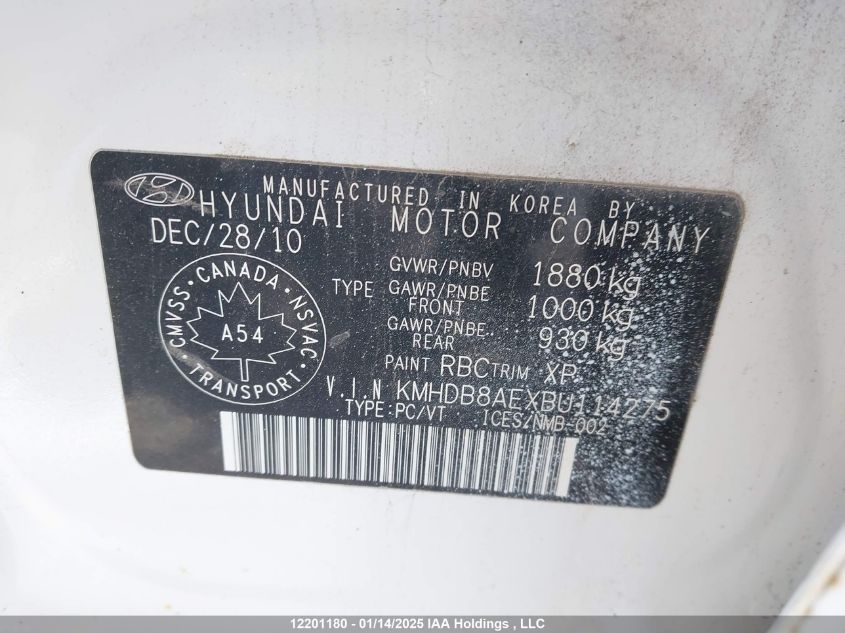 MANUFACTURED IN KOREA BY
HYUNDAI MOTOR COMPANY
DEC/28/10
GVWR/PNBV 1880 kg
TYPE GAWR/PNBE FRONT 1000 kg
GAWR/PNBE REAR 930 kg
PAINT RBC TRIM XP
V.I.N KMHDB8AEXBU114275
TYPE:PC/VT ICES/NMB-002
CMVSS · CANADA · NSVAC · TRANSPORT ·
A54
12201180 - 01/14/2025 IAA Holdings , LLC